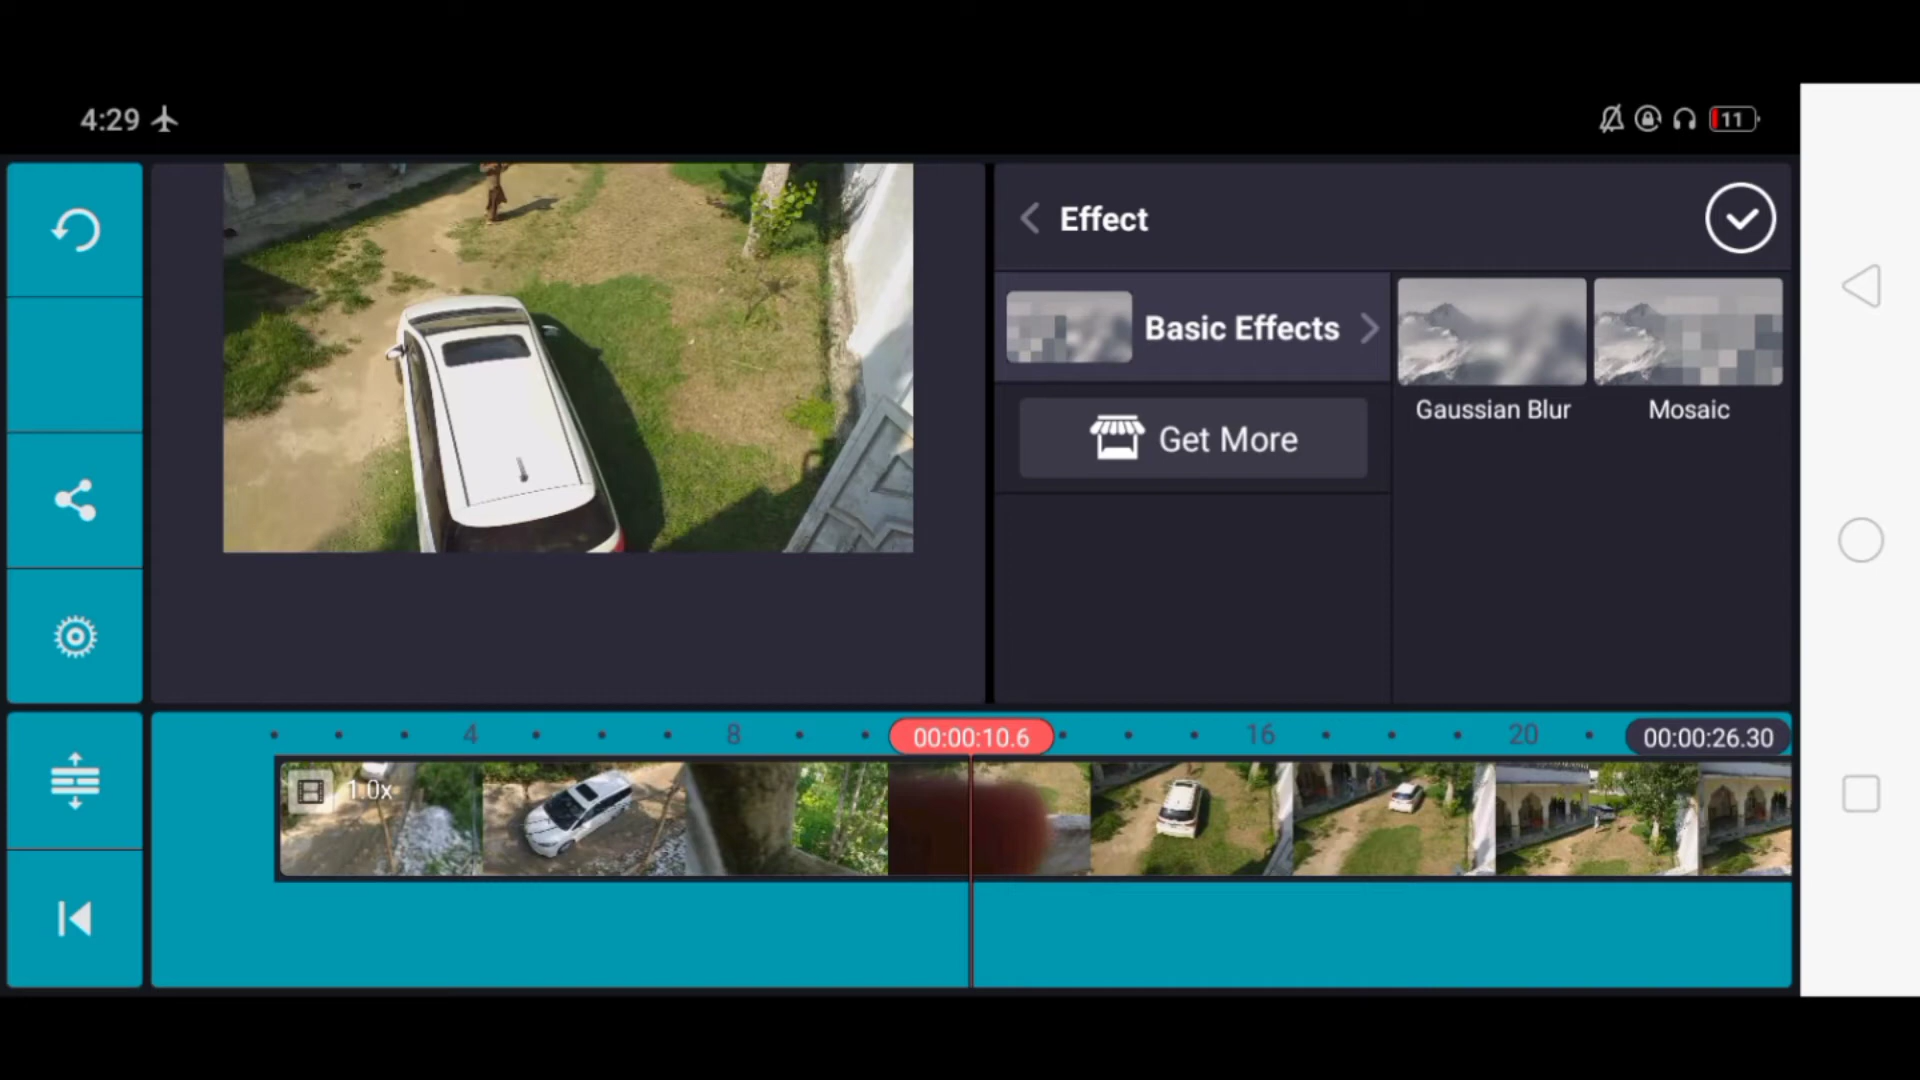 4:29
11
Effect
Basic Effects
Get More
Gaussian Blur
Mosaic
4
8
00:00:10.6
16
20
00:00:26.30
1.0x